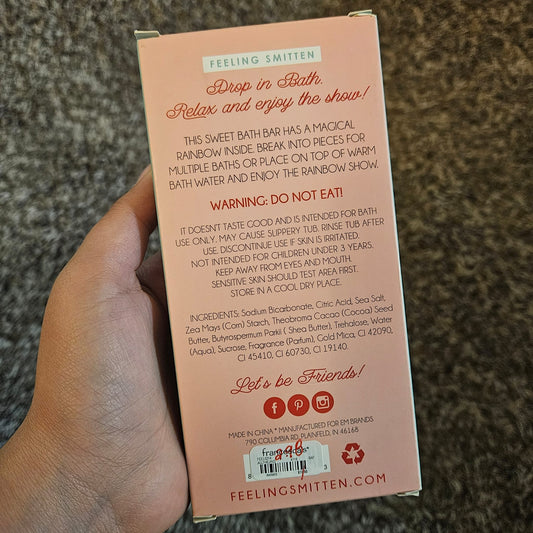 FEELING SMITTEN
Drop in Bath.
Relax and enjoy the show!
THIS SWEET BATH BAR HAS A MAGICAL
RAINBOW INSIDE. BREAK INTO PIECES FOR
MULTIPLE BATHS OR PLACE ON TOP OF WARM
BATH WATER AND ENJOY THE RAINBOW SHOW.
WARNING: DO NOT EAT!
IT DOESN'T TASTE GOOD AND IS INTENDED FOR BATH
USE ONLY. MAY CAUSE SLIPPERY TUB. RINSE TUB AFTER
USE. DISCONTINUE USE IF SKIN IS IRRITATED.
NOT INTENDED FOR CHILDREN UNDER 3 YEARS.
KEEP AWAY FROM EYES AND MOUTH.
SENSITIVE SKIN SHOULD TEST AREA FIRST.
STORE IN A COOL DRY PLACE.
INGREDIENTS: Sodium Bicarbonate, Citric Acid, Sea Salt,
Zea Mays (Corn) Starch, Theobroma Cacao (Cocoa) Seed
Butter, Butyrospermum Parkii ( Shea Butter), Trehalose, Water
(Aqua), Sucrose, Fragrance (Parfum), Gold Mica, CI 42090,
CI 45410, CI 60730, CI 19140.
Let's be Friends!
MADE IN CHINA * MANUFACTURED FOR EM BRANDS
790 COLUMBIA RD, PLAINFIELD, IN 46168
FEELINGSMITTEN.COM